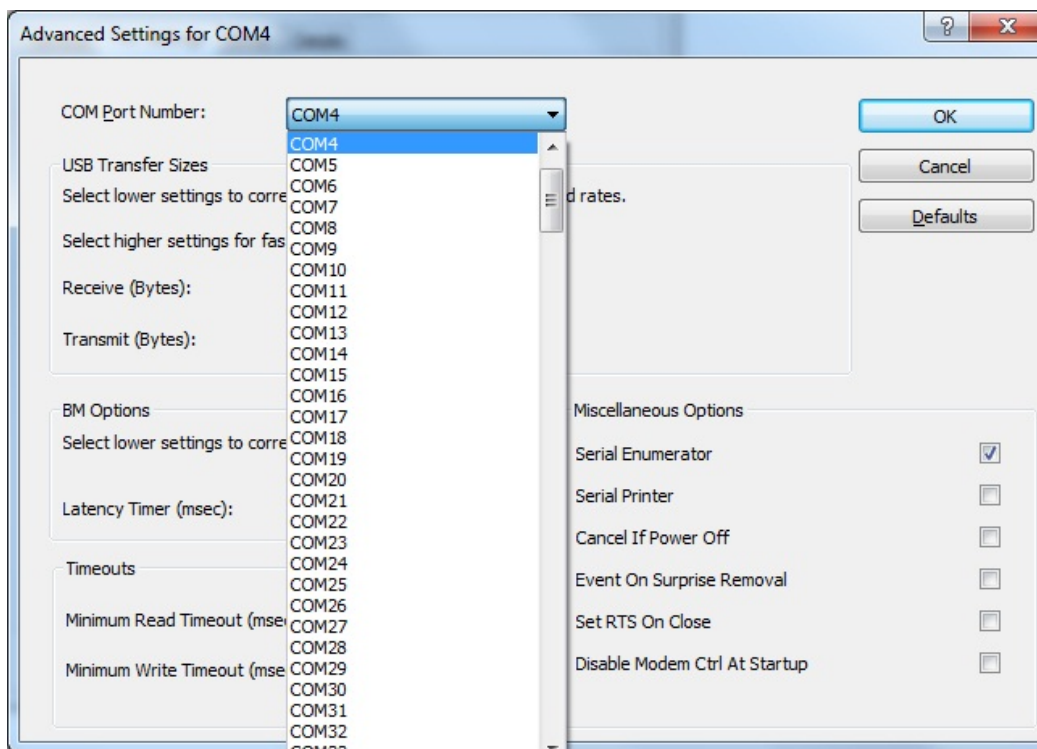 Advanced Settings for COM4
COM Port Number:
COM4
OK
Cancel
Defaults
COM4
COM5
COM6
COM7
COM8
COM9
COM10
COM11
COM12
COM13
COM14
COM15
COM16
COM17
COM18
COM19
COM20
COM21
COM22
COM23
COM24
COM25
COM26
COM27
COM28
COM29
COM30
COM31
COM32
USB Transfer Sizes
Select lower settings to corre d rates.
Select higher settings for fas
Receive (Bytes):
Transmit (Bytes):
BM Options
Select lower settings to corre
Latency Timer (msec):
Timeouts
Minimum Read Timeout (mse
Minimum Write Timeout (mse
Miscellaneous Options
Serial Enumerator
Serial Printer
Cancel If Power Off
Event On Surprise Removal
Set RTS On Close
Disable Modem Ctrl At Startup